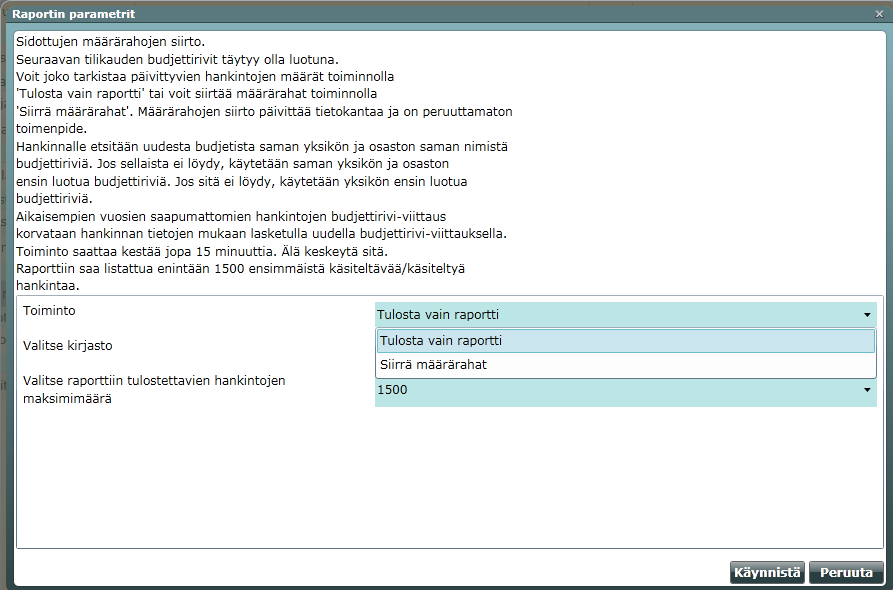 Raportin parametrit
Sidottujen määrärahojen siirto.
Seuraavan tilikauden budjettirivit täytyy olla luotuna.
Voit joko tarkistaa päivittyvien hankintojen määrät toiminnolla
'Tulosta vain raportti' tai voit siirtää määrärahat toiminnolla
'Siirrä määrärahat'. Määrärahojen siirto päivittää tietokantaa ja on peruuttamaton
toimenpide.
Hankinnalle etsitään uudesta budjetista saman yksikön ja osaston saman nimistä
budjettiriviä. Jos sellaista ei löydy, käytetään saman yksikön ja osaston
ensin luotua budjettiriviä. Jos sitä ei löydy, käytetään yksikön ensin luotua
budjettiriviä.
Aikaisempien vuosien saapumattomien hankintojen budjettirivi-viittaus
korvataan hankinnan tietojen mukaan lasketulla uudella budjettirivi-viittauksella.
Toiminto saattaa kestää jopa 15 minuuttia. Älä keskeytä sitä.
Raporttiin saa listattua enintään 1500 ensimmäistä käsiteltävää/käsiteltyä
hankintaa.
Toiminto
Tulosta vain raportti
Tulosta vain raportti
Valitse kirjasto
Siirrä määrärahat
Valitse raporttiin tulostettavien hankintojen
maksimimäärä
1500
Käynnistä
Peruuta